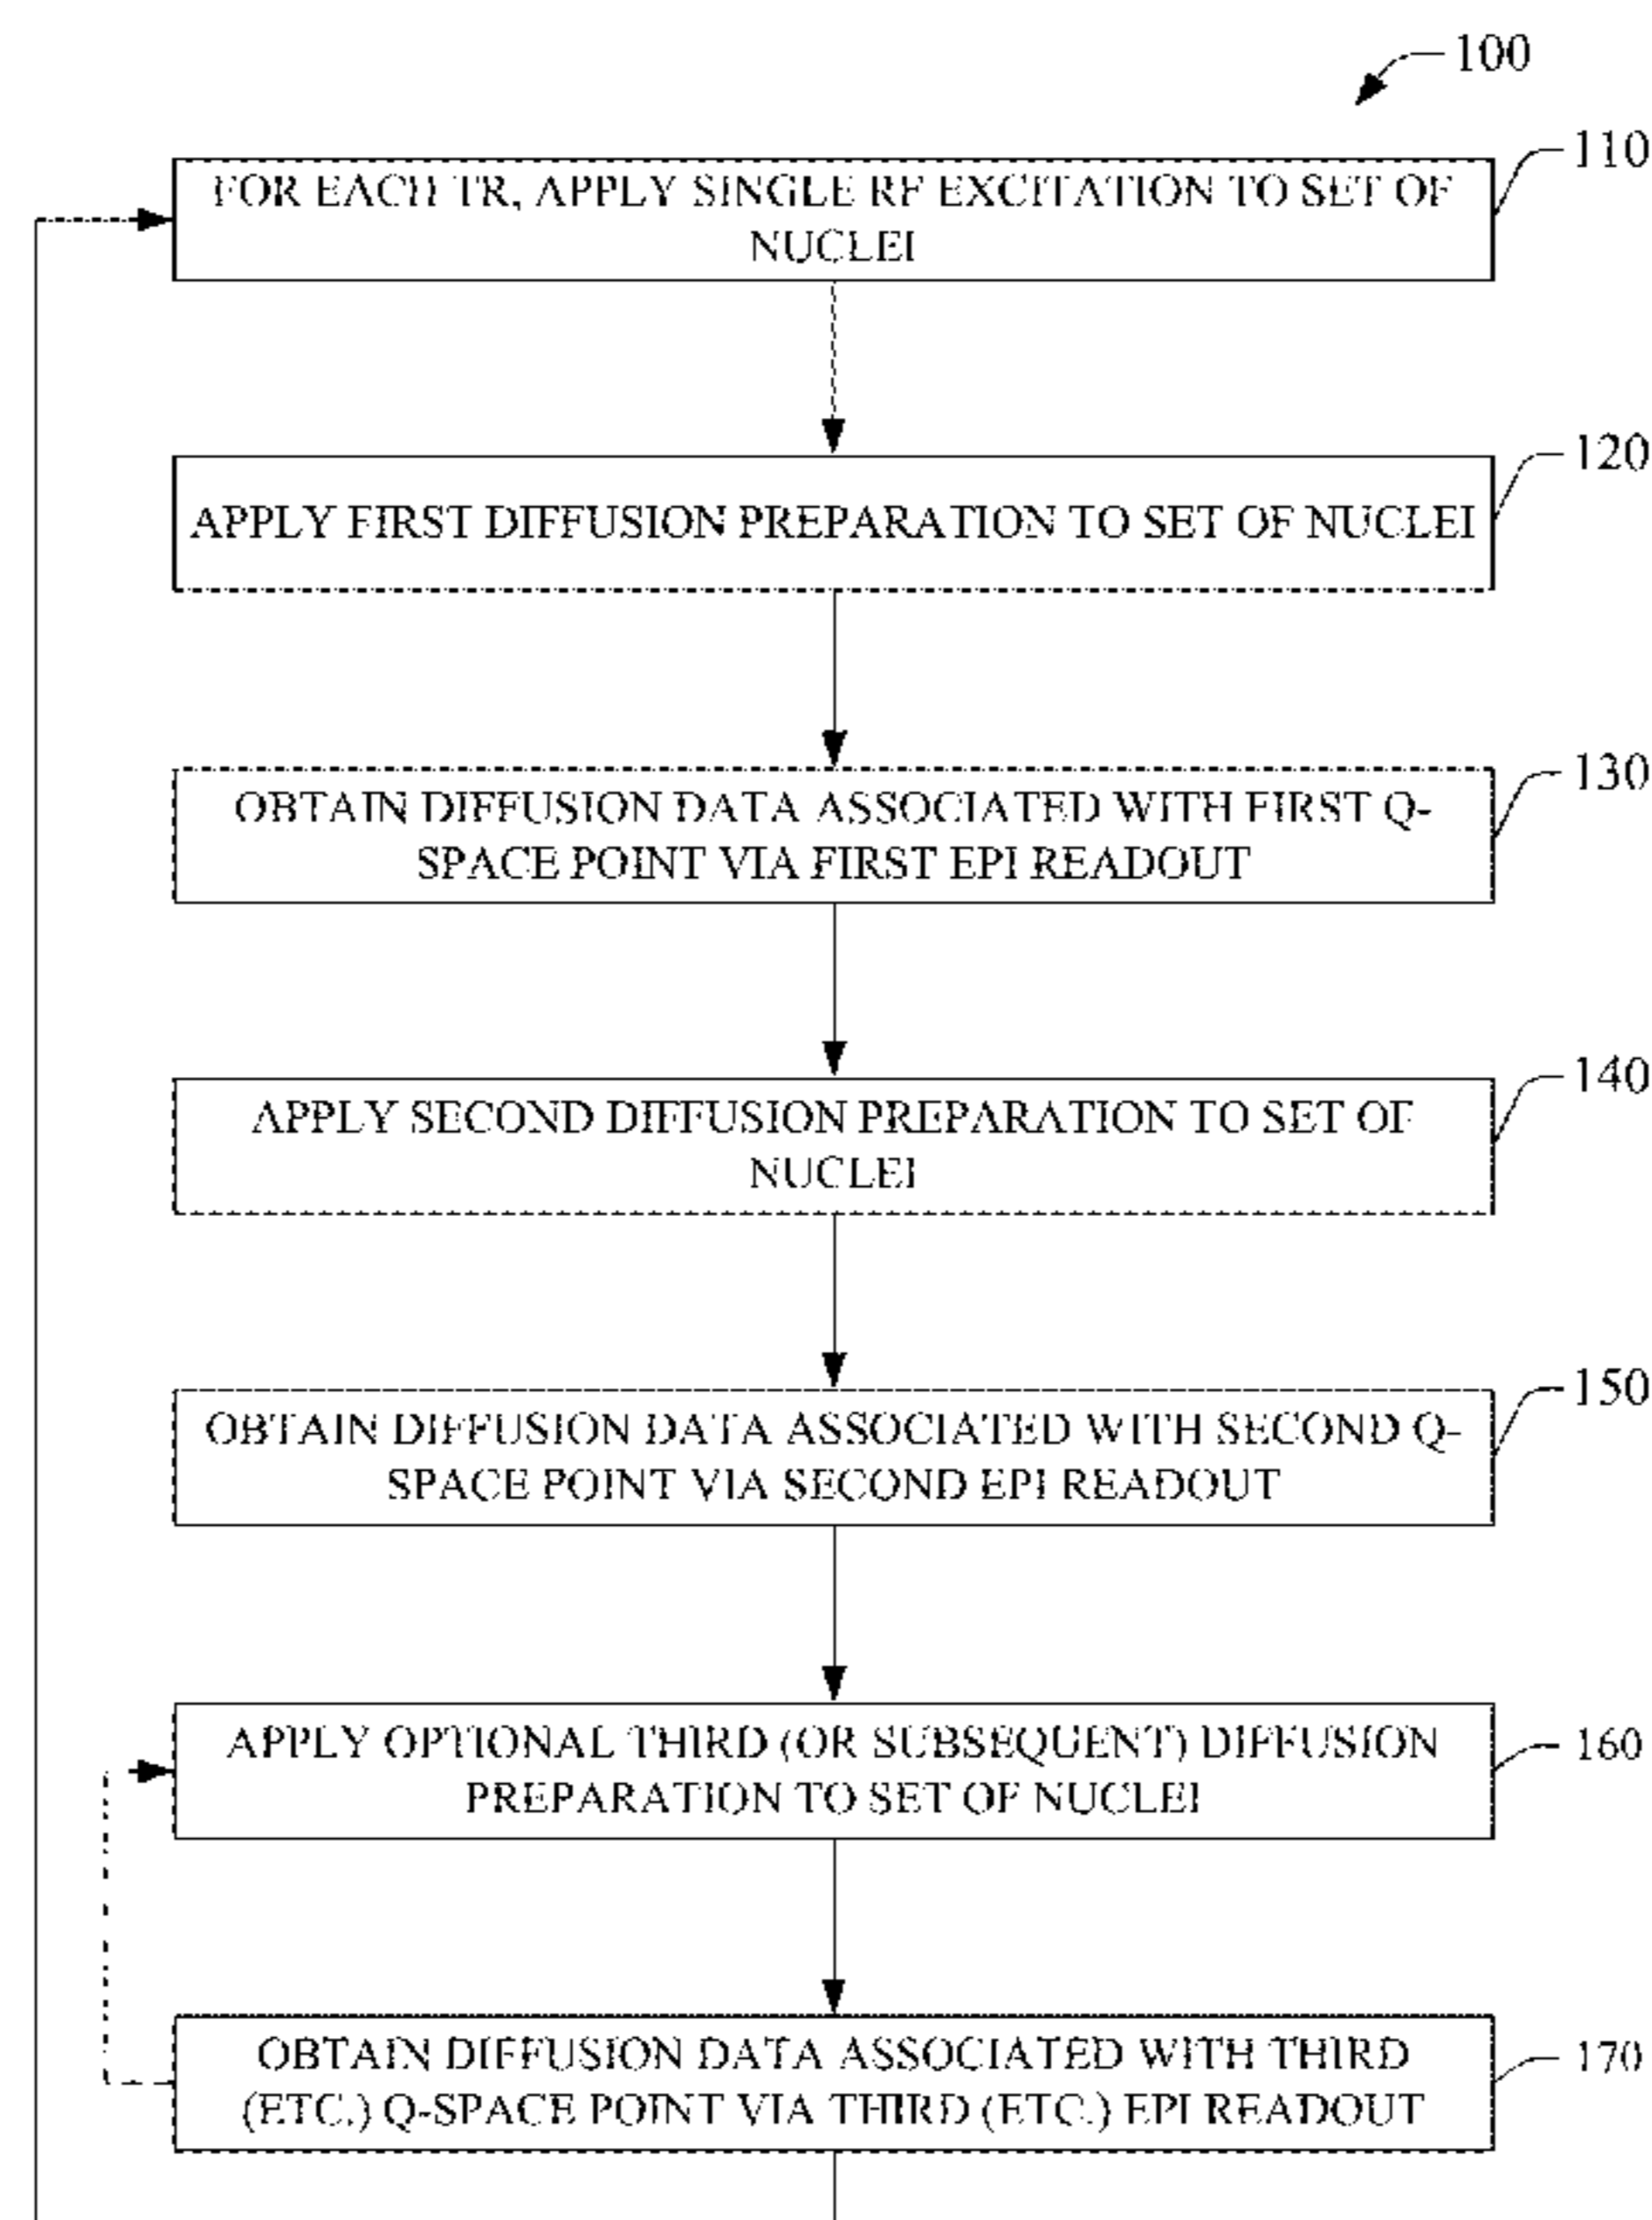 100
110
FOR EACH TR, APPLY SINGLE RF EXCITATION TO SET OF
NUCLEI
120
APPLY FIRST DIFFUSION PREPARATION TO SET OF NUCLEI
130
OBTAIN DIFFUSION DATA ASSOCIATED WITH FIRST Q-
SPACE POINT VIA FIRST EPI READOUT
140
APPLY SECOND DIFFUSION PREPARATION TO SET OF
NUCLEI
150
OBTAIN DIFFUSION DATA ASSOCIATED WITH SECOND Q-
SPACE POINT VIA SECOND EPI READOUT
160
APPLY OPTIONAL THIRD (OR SUBSEQUENT) DIFFUSION
PREPARATION TO SET OF NUCLEI
170
OBTAIN DIFFUSION DATA ASSOCIATED WITH THIRD
(ETC.) Q-SPACE POINT VIA THIRD (ETC.) EPI READOUT